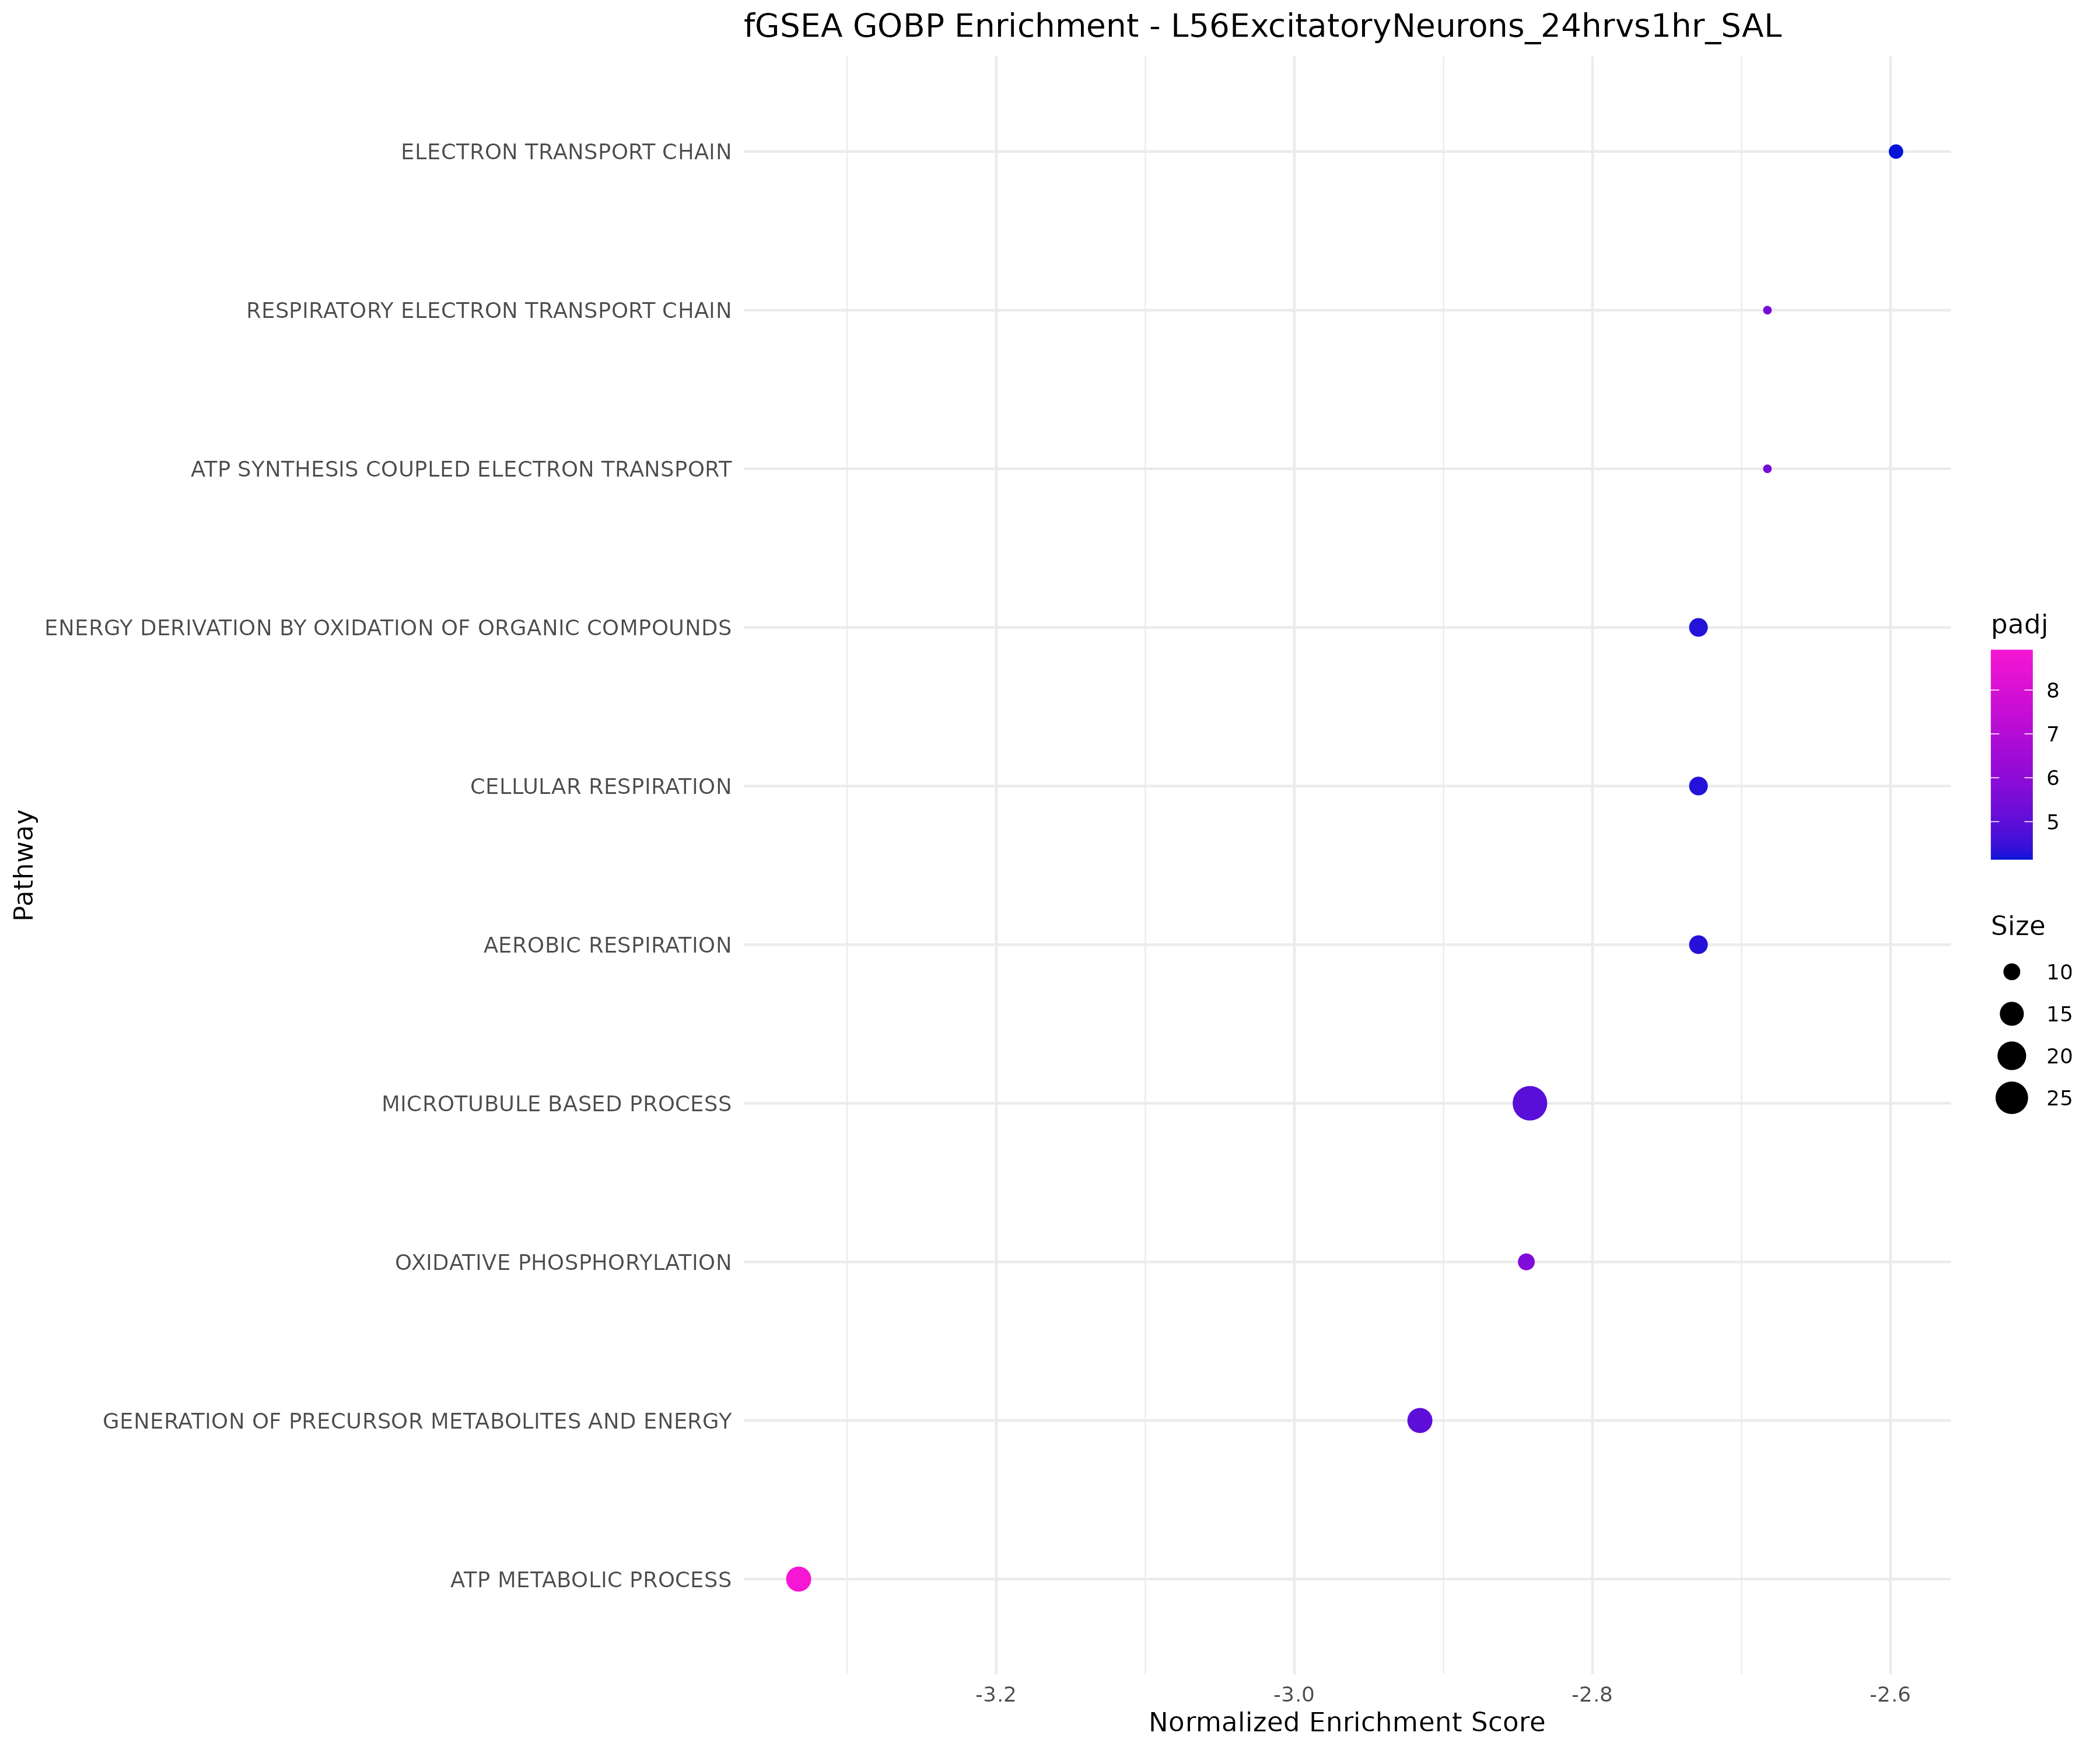 fGSEA GOBP Enrichment - L56ExcitatoryNeurons_24hrvs1hr_SAL
ELECTRON TRANSPORT CHAIN
RESPIRATORY ELECTRON TRANSPORT CHAIN
ATP SYNTHESIS COUPLED ELECTRON TRANSPORT
ENERGY DERIVATION BY OXIDATION OF ORGANIC COMPOUNDS
CELLULAR RESPIRATION
AEROBIC RESPIRATION
MICROTUBULE BASED PROCESS
OXIDATIVE PHOSPHORYLATION
GENERATION OF PRECURSOR METABOLITES AND ENERGY
ATP METABOLIC PROCESS
Pathway
-3.2 -3.0 -2.8 -2.6
Normalized Enrichment Score
padj
8
7
6
5
Size
10
15
20
25